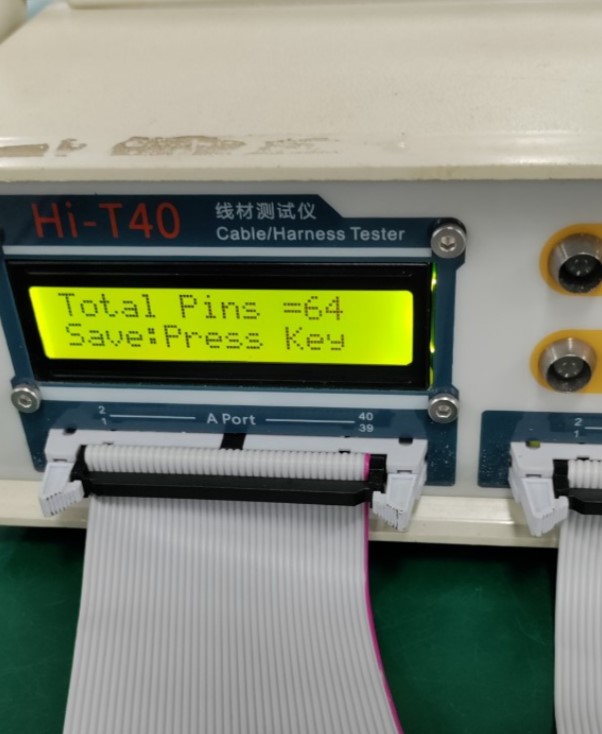 Hi-T40
线材测试仪
Cable/Harness Tester
Total Pins =64
Save:Press Key
2 A Port 40
1 39
2
1